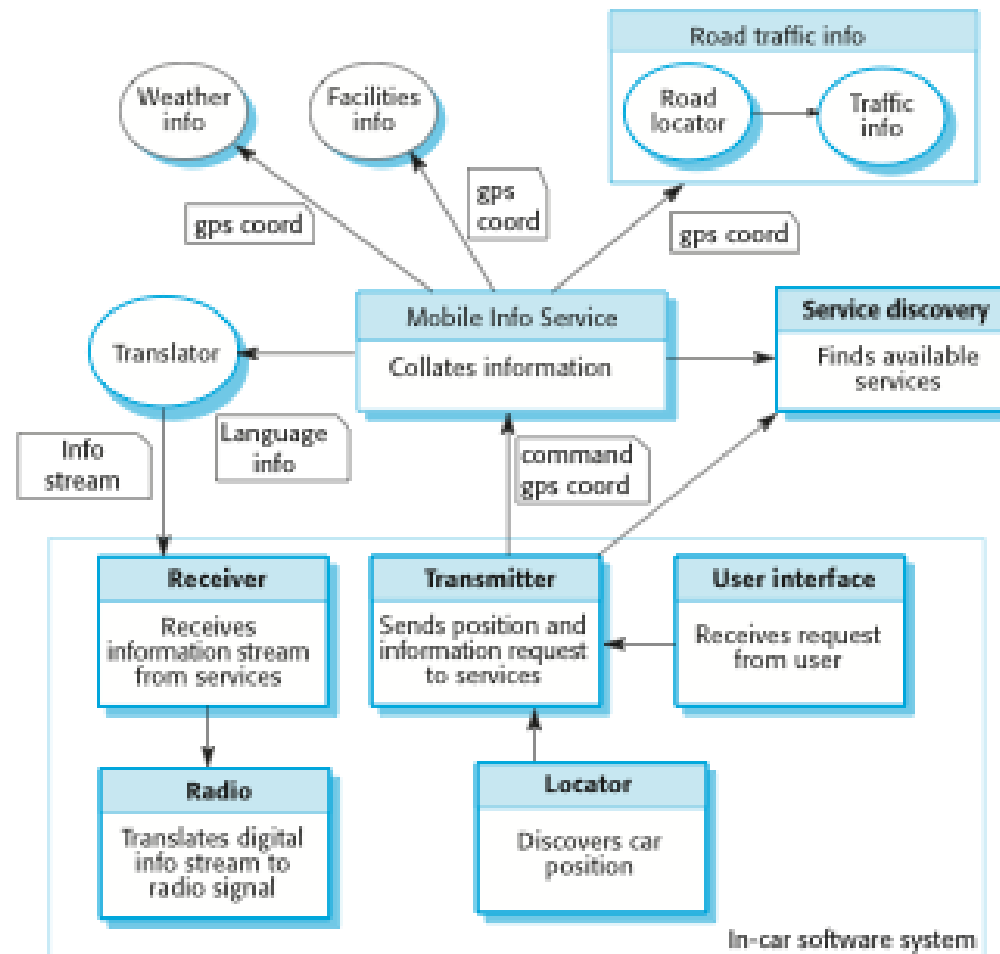 Road traffic info
Weather
info
Facilities
info
Road
locator
Traffic
info
gps coord
gps
coord
gps coord
Mobile Info Service
Collates information
Service discovery
Finds available
services
Translator
Info
stream
Language
info
command
gps coord
Receiver
Receives
information stream
from services
Transmitter
Sends position and
information request
to services
User interface
Receives request
from user
Radio
Translates digital
info stream to
radio signal
Locator
Discovers car
position
In-car software system